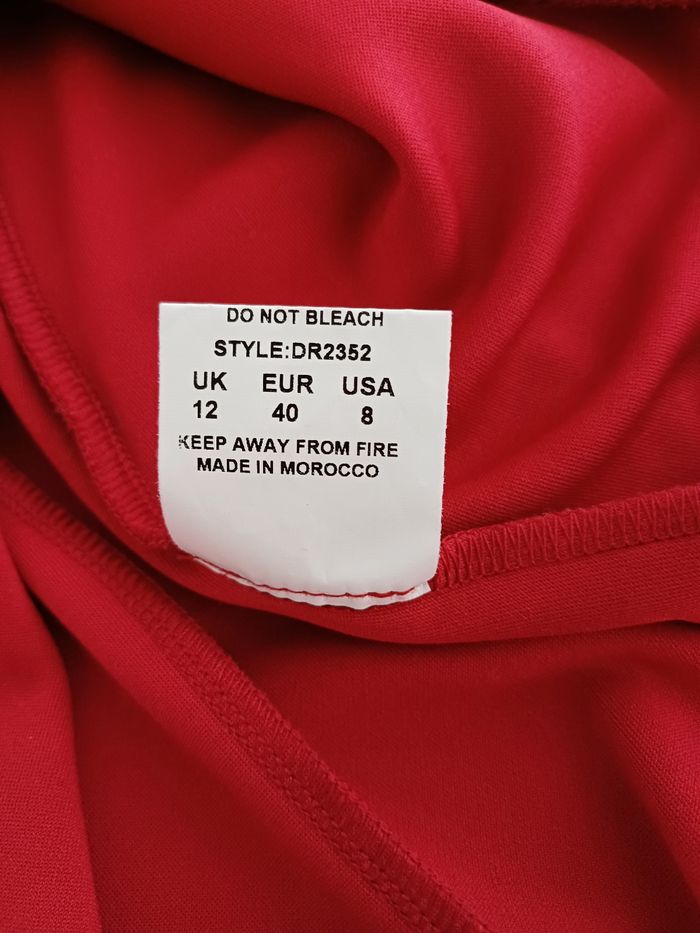 DO NOT BLEACH
STYLE:DR2352
UK EUR USA
12 40 8
KEEP AWAY FROM FIRE
MADE IN MOROCCO